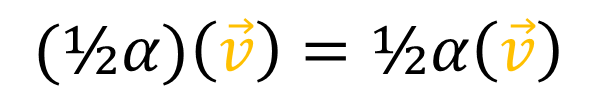 (½𝛼)(𝑣⃗) = ½𝛼(𝑣⃗)